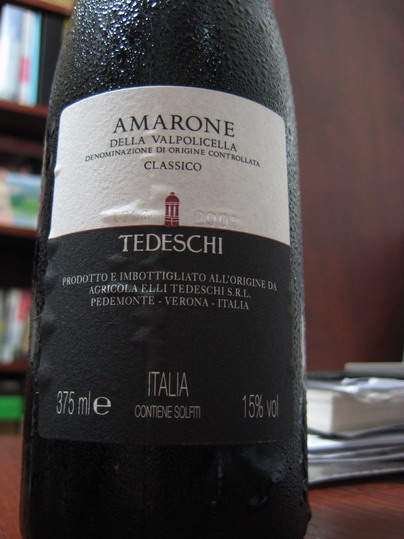 AMARONE
DELLA VALPOLICELLA
DENOMINAZIONE DI ORIGINE CONTROLLATA
CLASSICO
TEDESCHI
PRODOTTO E IMBOTTIGLIATO ALL'ORIGINE DA
AGRICOLA F.LLI TEDESCHI S.R.L.
PEDEMONTE - VERONA - ITALIA
ITALIA
375 ml e CONTIENE SOLFITI 15% vol